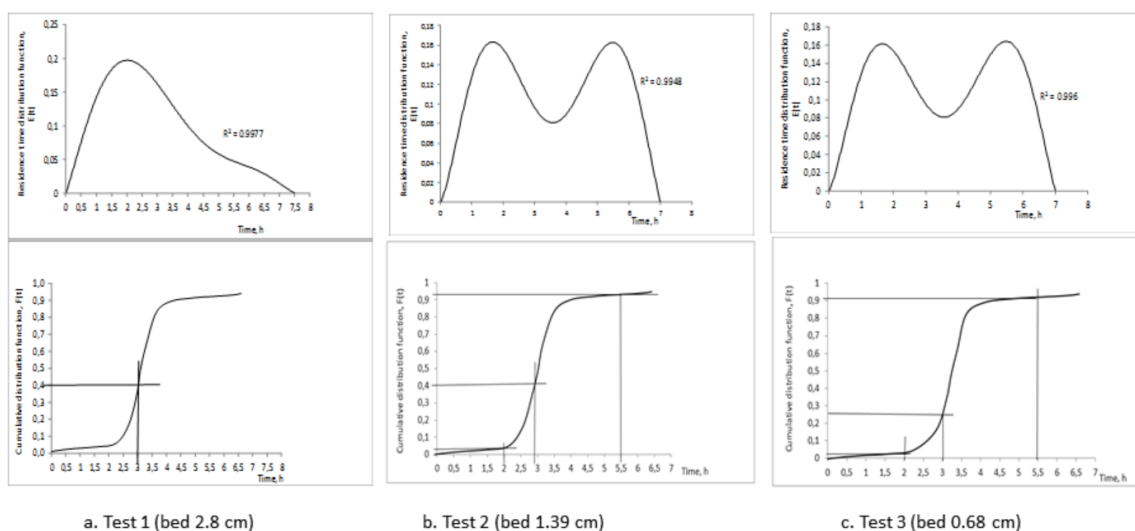 Residence time distribution function,
E(t)
0,25
0,2
0,15
0,1
0,05
0
R² = 0.9977
0 0,5 1 1,5 2 2,5 3 3,5 4 4,5 5 5,5 6 6,5 7 7,5 8
Time, h
Residence time distribution function,
E(t)
0,18
0,16
0,14
0,12
0,1
0,08
0,06
0,04
0,02
0
R² = 0.9948
0 1 2 3 4 5 6 7 8
Time, h
Residence time distribution function,
E(t)
0,18
0,16
0,14
0,12
0,1
0,08
0,06
0,04
0,02
0
R² = 0.996
0 1 2 3 4 5 6 7 8
Time, h
Cumulative distribution function, F(t)
1,0
0,9
0,8
0,7
0,6
0,5
0,4
0,3
0,2
0,1
0,0
0 0,5 1 1,5 2 2,5 3 3,5 4 4,5 5 5,5 6 6,5 7 7,5 8
Time, h
Cumulative distribution function, F(t)
1
0,9
0,8
0,7
0,6
0,5
0,4
0,3
0,2
0,1
0
0 0,5 1 1,5 2 2,5 3 3,5 4 4,5 5 5,5 6 6,5 7
Time, h
Cumulative distribution function, F(t)
1
0,9
0,8
0,7
0,6
0,5
0,4
0,3
0,2
0,1
0
0 0,5 1 1,5 2 2,5 3 3,5 4 4,5 5 5,5 6 6,5 7
Time, h
a. Test 1 (bed 2.8 cm)
b. Test 2 (bed 1.39 cm)
c. Test 3 (bed 0.68 cm)